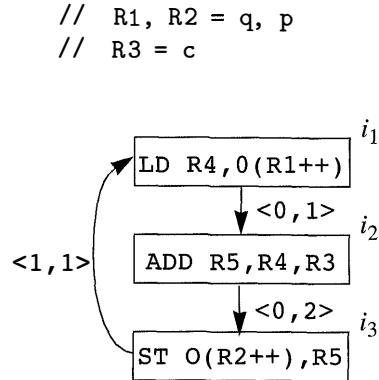 // R1, R2 = q, p
// R3 = c
i1
LD R4,0(R1++)
<0,1>
i2
<1,1>
ADD R5,R4,R3
<0,2>
i3
ST O(R2++),R5